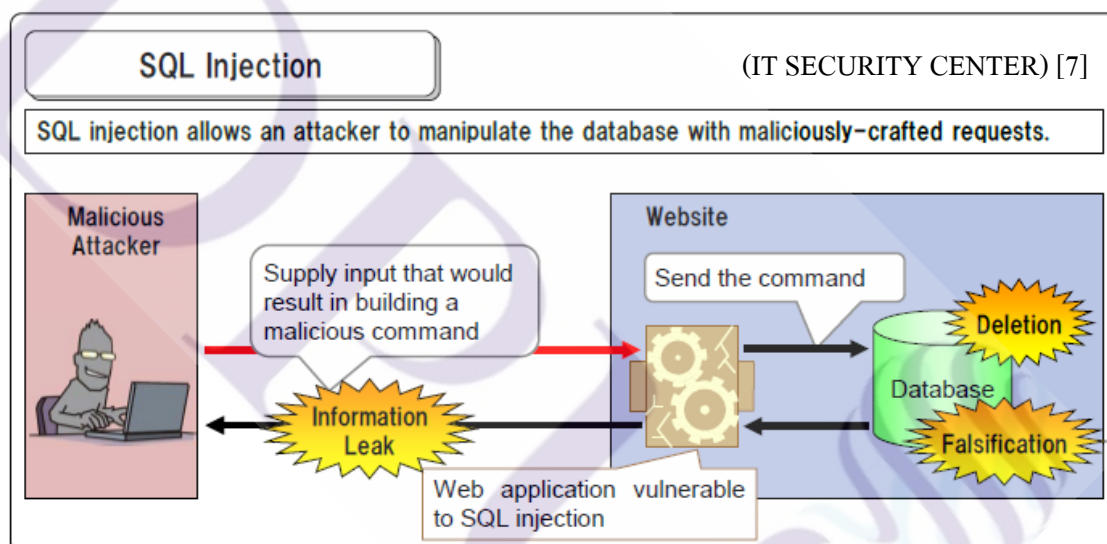 SQL Injection
(IT SECURITY CENTER) [7]
SQL injection allows an attacker to manipulate the database with maliciously-crafted requests.
Malicious
Attacker
Website
Supply input that would
result in building a
malicious command
Send the command
Deletion
Database
Information
Leak
Falsification
Web application vulnerable
to SQL injection